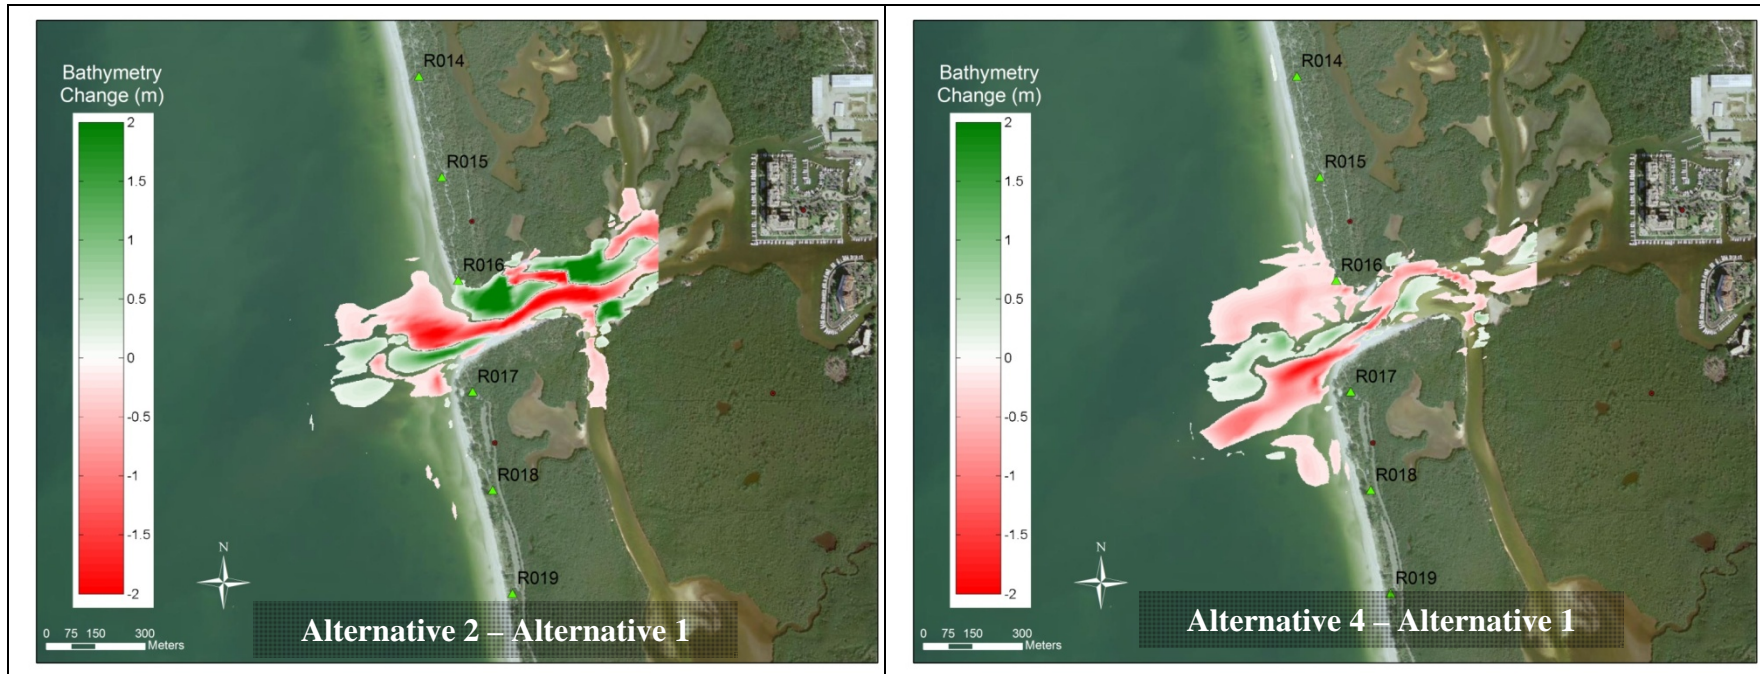 Bathymetry
Change (m)
2
1.5
1
0.5
0
-0.5
-1
-1.5
-2
R014
R015
R016
R017
R018
R019
N
0 75 150 300
Meters
Alternative 2 – Alternative 1
Bathymetry
Change (m)
2
1.5
1
0.5
0
-0.5
-1
-1.5
-2
R014
R015
R016
R017
R018
R019
N
0 75 150 300
Meters
Alternative 4 – Alternative 1